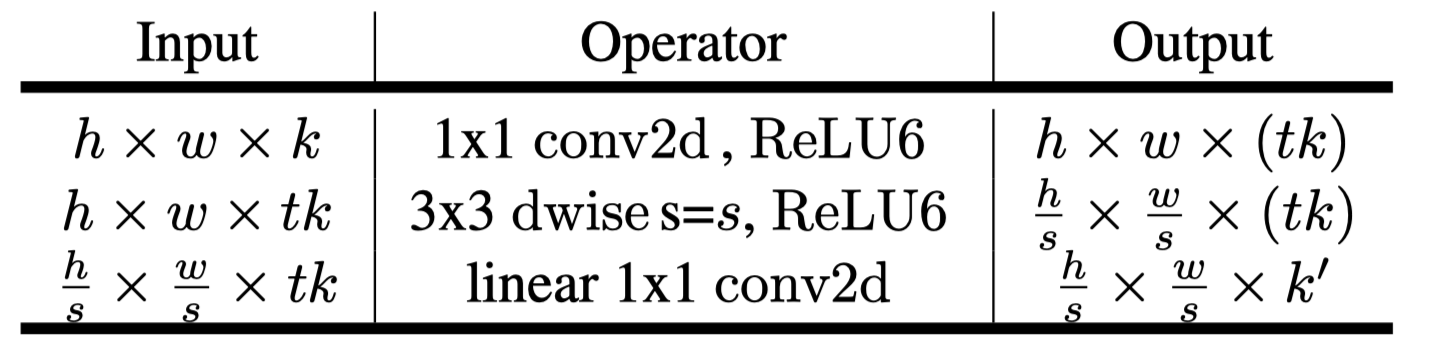 Input Operator Output
h × w × k 1x1 conv2d , ReLU6 h × w × (tk)
h × w × tk 3x3 dwise s=s, ReLU6 h/s × w/s × (tk)
h/s × w/s × tk linear 1x1 conv2d h/s × w/s × k′